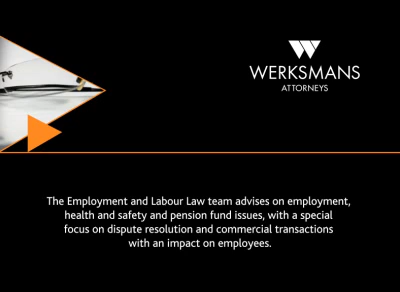 WERKSMANS
ATTORNEYS
The Employment and Labour Law team advises on employment,
health and safety and pension fund issues, with a special
focus on dispute resolution and commercial transactions
with an impact on employees.